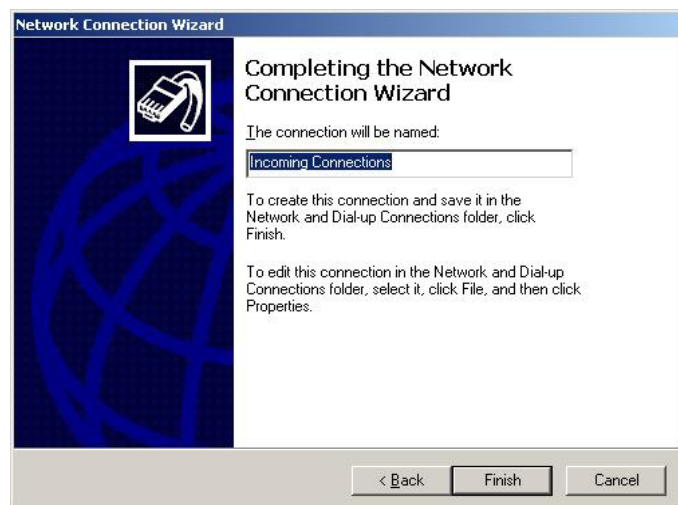 Network Connection Wizard
Completing the Network
Connection Wizard
The connection will be named:
Incoming Connections
To create this connection and save it in the
Network and Dial-up Connections folder, click
Finish.
To edit this connection in the Network and Dial-up
Connections folder, select it, click File, and then click
Properties.
< Back Finish Cancel